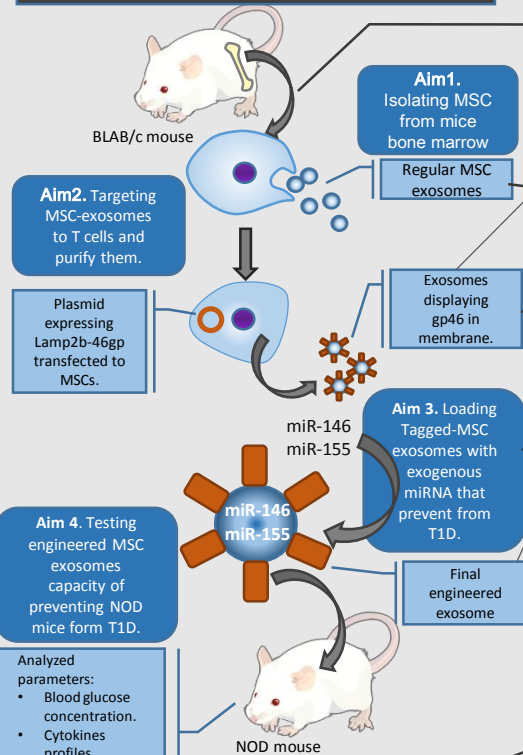 Aim1.
Isolating MSC
from mice
bone marrow
BLAB/c mouse
Regular MSC
exosomes
Aim2. Targeting
MSC-exosomes
to T cells and
purify them.
Plasmid
expressing
Lamp2b-46gp
transfected to
MSCs.
Exosomes
displaying
gp46 in
membrane.
miR-146
miR-155
Aim 3. Loading
Tagged-MSC
exosomes with
exogenous
miRNA that
prevent from
T1D.
miR-146
miR-155
Aim 4. Testing
engineered MSC
exosomes
capacity of
preventing NOD
mice form T1D.
Final
engineered
exosome
Analyzed
parameters:
• Blood glucose
concentration.
• Cytokines
profiles
NOD mouse